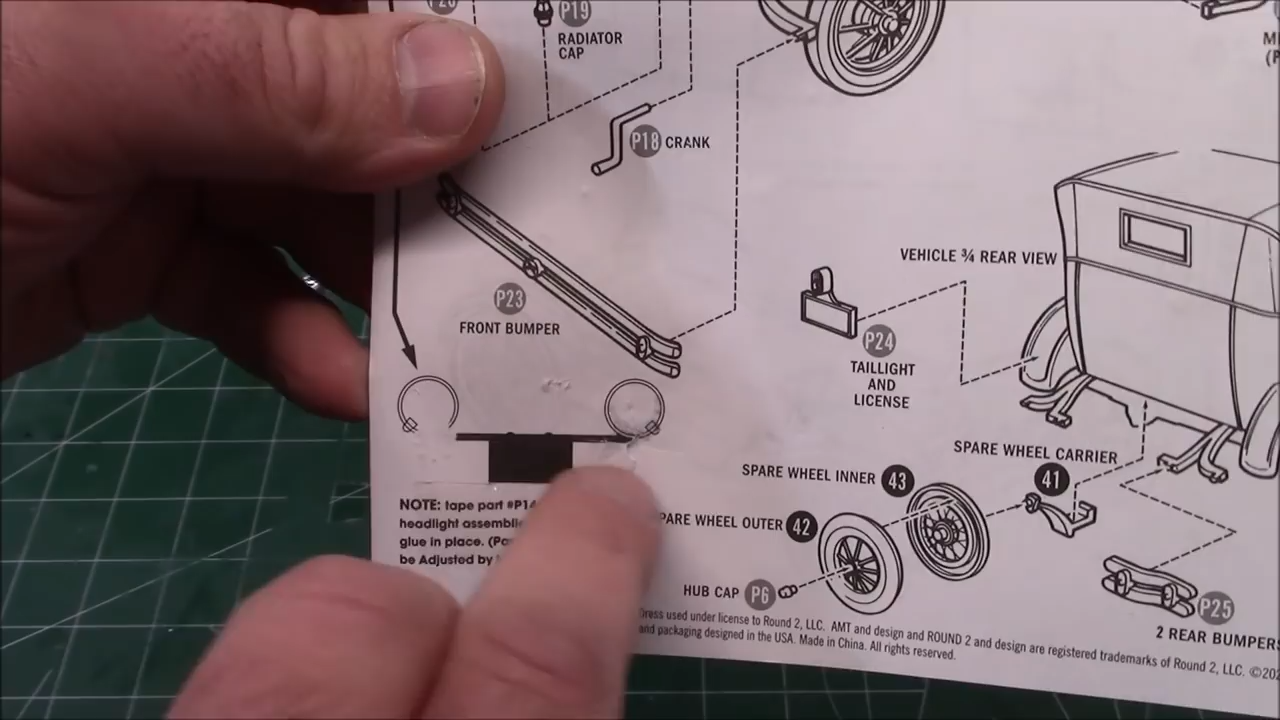 P19
RADIATOR
CAP
P18 CRANK
P23
FRONT BUMPER
VEHICLE ¾ REAR VIEW
P24
TAILLIGHT
AND
LICENSE
SPARE WHEEL CARRIER
41
SPARE WHEEL INNER 43
WHEEL OUTER 42
HUB CAP P6
P25
2 REAR BUMPERS
NOTE: tape part
headlight
glue in place.
be Adjusted by
used under license to Round 2, LLC. AMT and design and ROUND 2 and design are registered trademarks of Round 2, LLC.
and packaging designed in the USA. Made in China. All rights reserved.